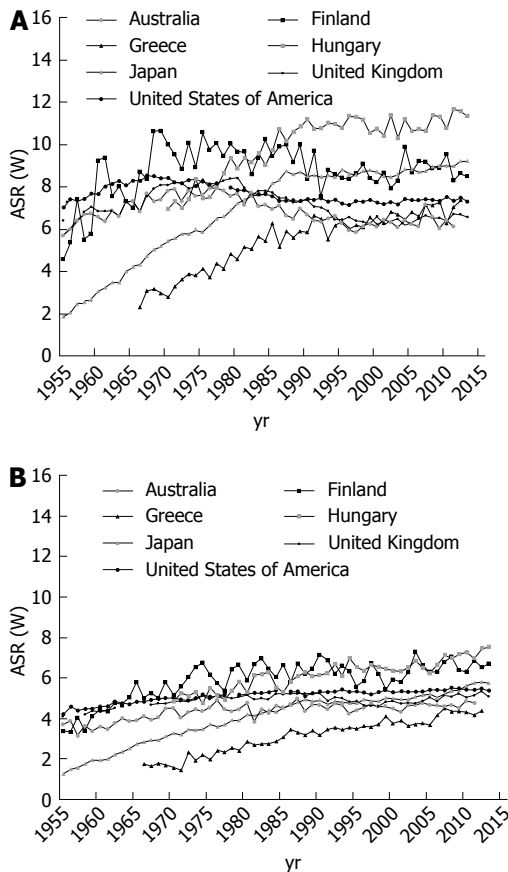 A
16
14
12
10
8
6
4
2
0
ASR (W)
Australia
Greece
Japan
United States of America
Finland
Hungary
United Kingdom
1955
1960
1965
1970
1975
1980
1985
1990
1995
2000
2005
2010
2015
yr
B
16
14
12
10
8
6
4
2
0
ASR (W)
Australia
Greece
Japan
United States of America
Finland
Hungary
United Kingdom
1955
1960
1965
1970
1975
1980
1985
1990
1995
2000
2005
2010
2015
yr